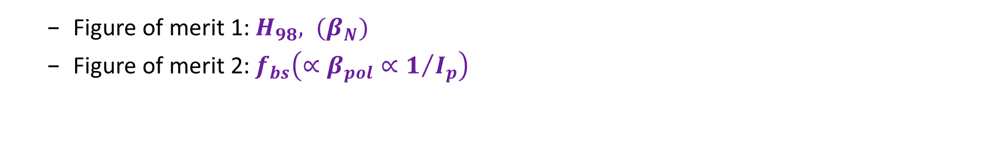 – Figure of merit 1: H₉₈, (β_N)
– Figure of merit 2: f_bs(∝ β_pol ∝ 1/I_p)